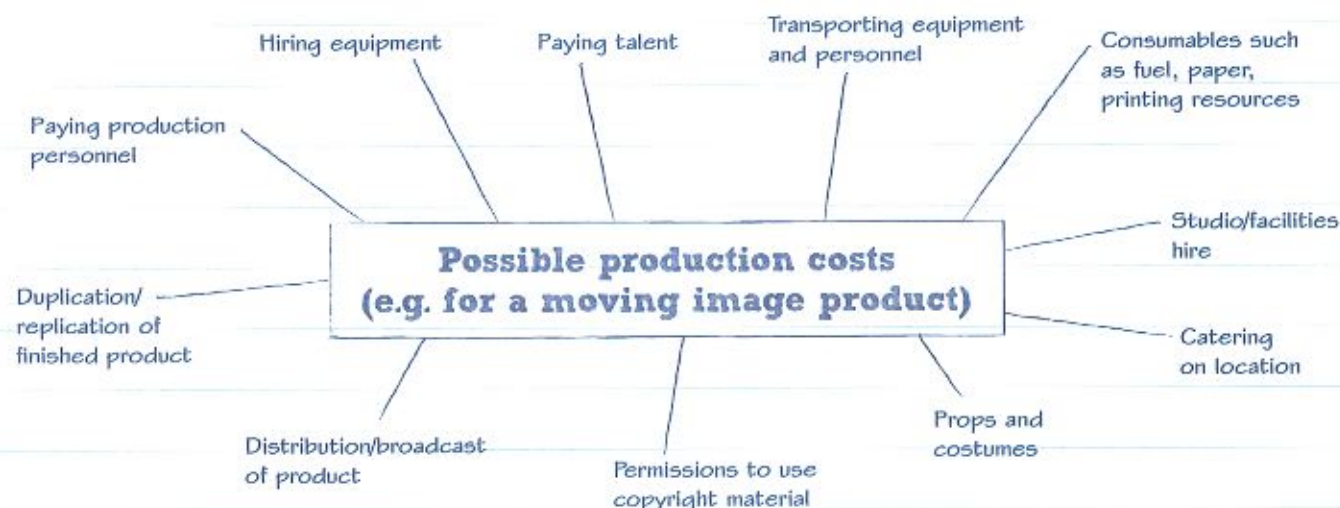 Hiring equipment
Paying talent
Transporting equipment
and personnel
Consumables such
as fuel, paper,
printing resources
Paying production
personnel
Possible production costs
(e.g. for a moving image product)
Studio/facilities
hire
Duplication/
replication of
finished product
Catering
on location
Props and
costumes
Distribution/broadcast
of product
Permissions to use
copyright material